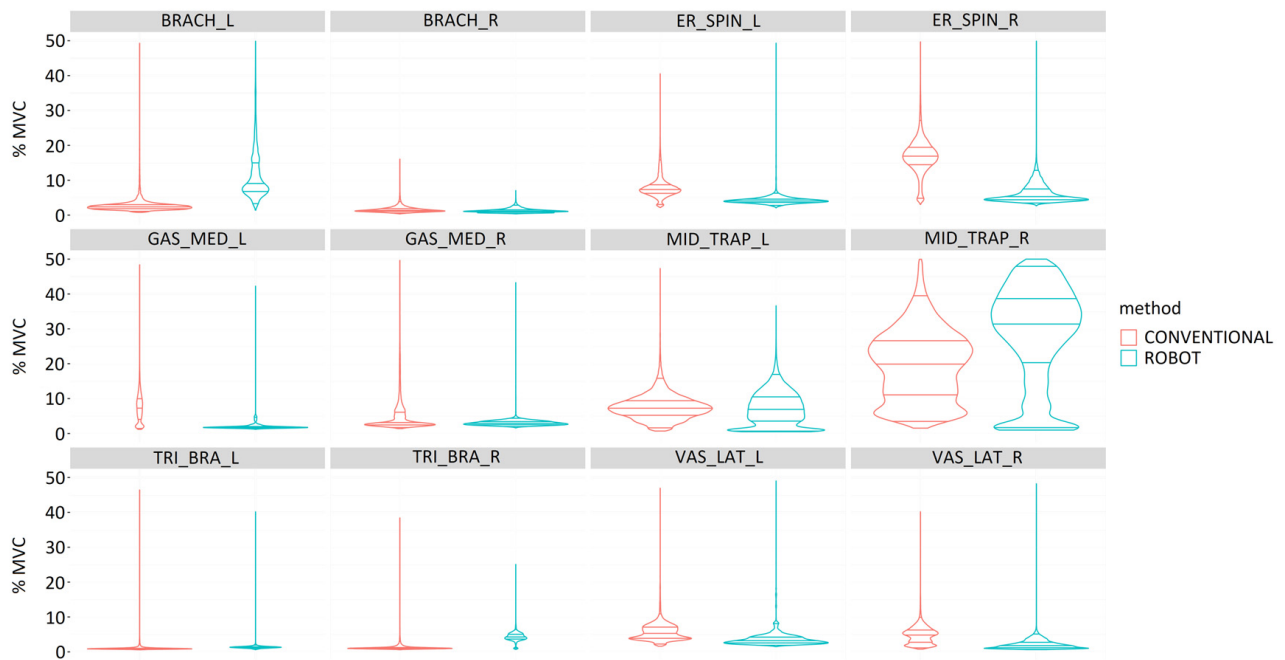 BRACH_L BRACH_R ER_SPIN_L ER_SPIN_R
50
40
30
20
10
0
% MVC
GAS_MED_L GAS_MED_R MID_TRAP_L MID_TRAP_R
50
40
30
20
10
0
% MVC
method
CONVENTIONAL
ROBOT
TRI_BRA_L TRI_BRA_R VAS_LAT_L VAS_LAT_R
50
40
30
20
10
0
% MVC